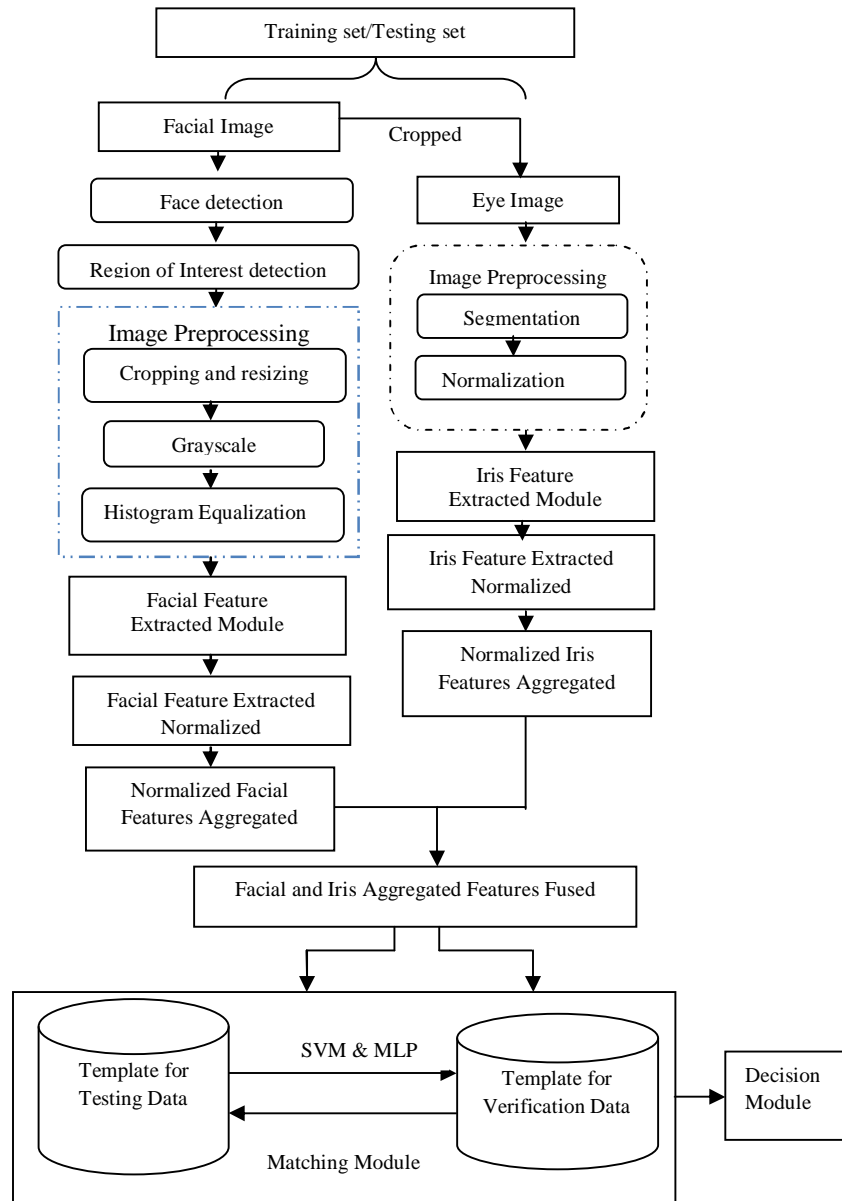 Training set/Testing set
Facial Image
Cropped
Face detection
Eye Image
Region of Interest detection
Image Preprocessing
Cropping and resizing
Grayscale
Histogram Equalization
Image Preprocessing
Segmentation
Normalization
Facial Feature
Extracted Module
Facial Feature Extracted
Normalized
Normalized Facial
Features Aggregated
Iris Feature
Extracted Module
Iris Feature Extracted
Normalized
Normalized Iris
Features Aggregated
Facial and Iris Aggregated Features Fused
Template for
Testing Data
SVM & MLP
Template for
Verification Data
Matching Module
Decision
Module